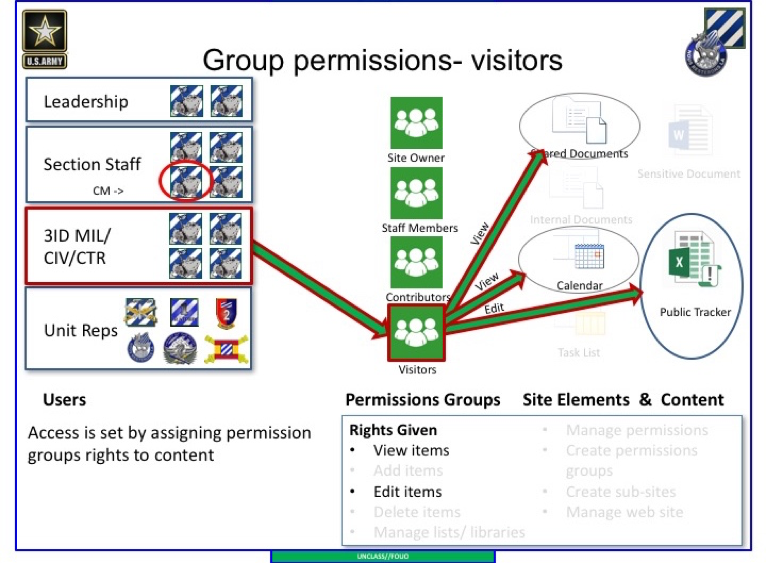 U.S.ARMY
Group permissions- visitors
Leadership
Section Staff
CM ->
3ID MIL/
CIV/CTR
Unit Reps
2
Site Owner
Staff Members
Contributors
Visitors
View
View
Edit
Shared Documents
Sensitive Document
Internal Documents
Calendar
Public Tracker
Task List
W
X
Users
Access is set by assigning permission
groups rights to content
Permissions Groups
Site Elements & Content
Rights Given
• View items
• Add items
• Edit items
• Delete items
• Manage lists/ libraries
• Manage permissions
• Create permissions
groups
• Create sub-sites
• Manage web site
UNCLASS//FOUO